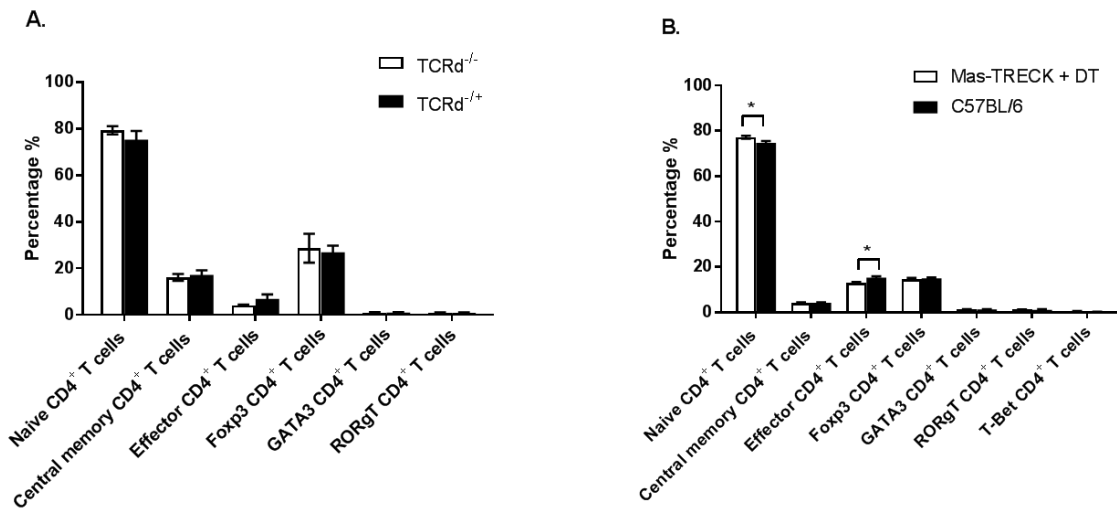 A.
TCRd-/-
TCRd-/+
Percentage %
100
80
60
40
20
0
Naive CD4+ T cells
Central memory CD4+ T cells
Effector CD4+ T cells
Foxp3 CD4+ T cells
GATA3 CD4+ T cells
RORgT CD4+ T cells
B.
Mas-TRECK + DT
C57BL/6
Percentage %
100
80
60
40
20
0
*
*
Naive CD4+ T cells
Central memory CD4+ T cells
Effector CD4+ T cells
Foxp3 CD4+ T cells
GATA3 CD4+ T cells
RORgT CD4+ T cells
T-Bet CD4+ T cells